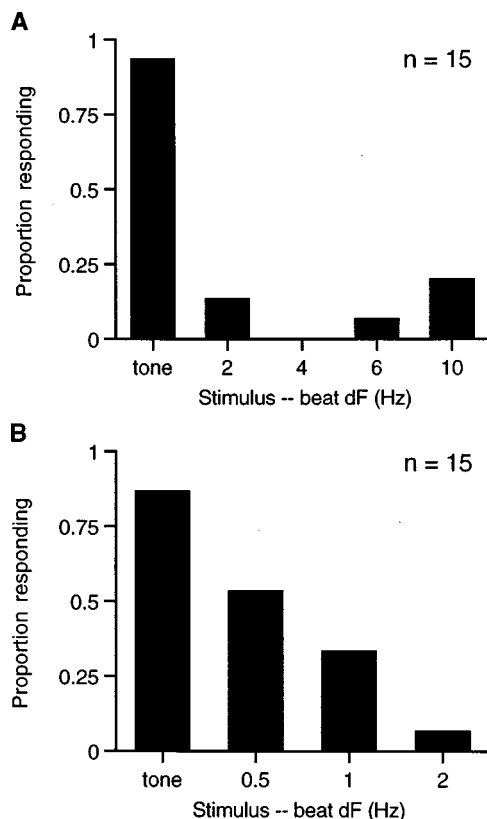 A
n = 15
Proportion responding
1
0.75
0.5
0.25
0
tone 2 4 6 10
Stimulus -- beat dF (Hz)
B
n = 15
Proportion responding
1
0.75
0.5
0.25
0
tone 0.5 1 2
Stimulus -- beat dF (Hz)